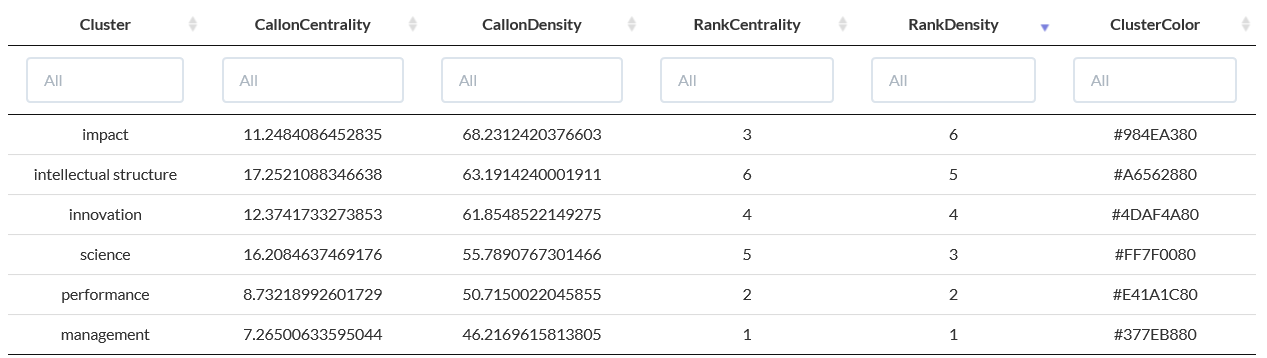 Cluster CallonCentrality CallonDensity RankCentrality RankDensity ClusterColor
All All All All All All
impact 11.2484086452835 68.2312420376603 3 6 #984EA380
intellectual structure 17.2521088346638 63.1914240001911 6 5 #A6562880
innovation 12.3741733273853 61.8548522149275 4 4 #4DAF4A80
science 16.2084637469176 55.7890767301466 5 3 #FF7F0080
performance 8.73218992601729 50.7150022045855 2 2 #E41A1C80
management 7.26500633595044 46.2169615813805 1 1 #377EB880